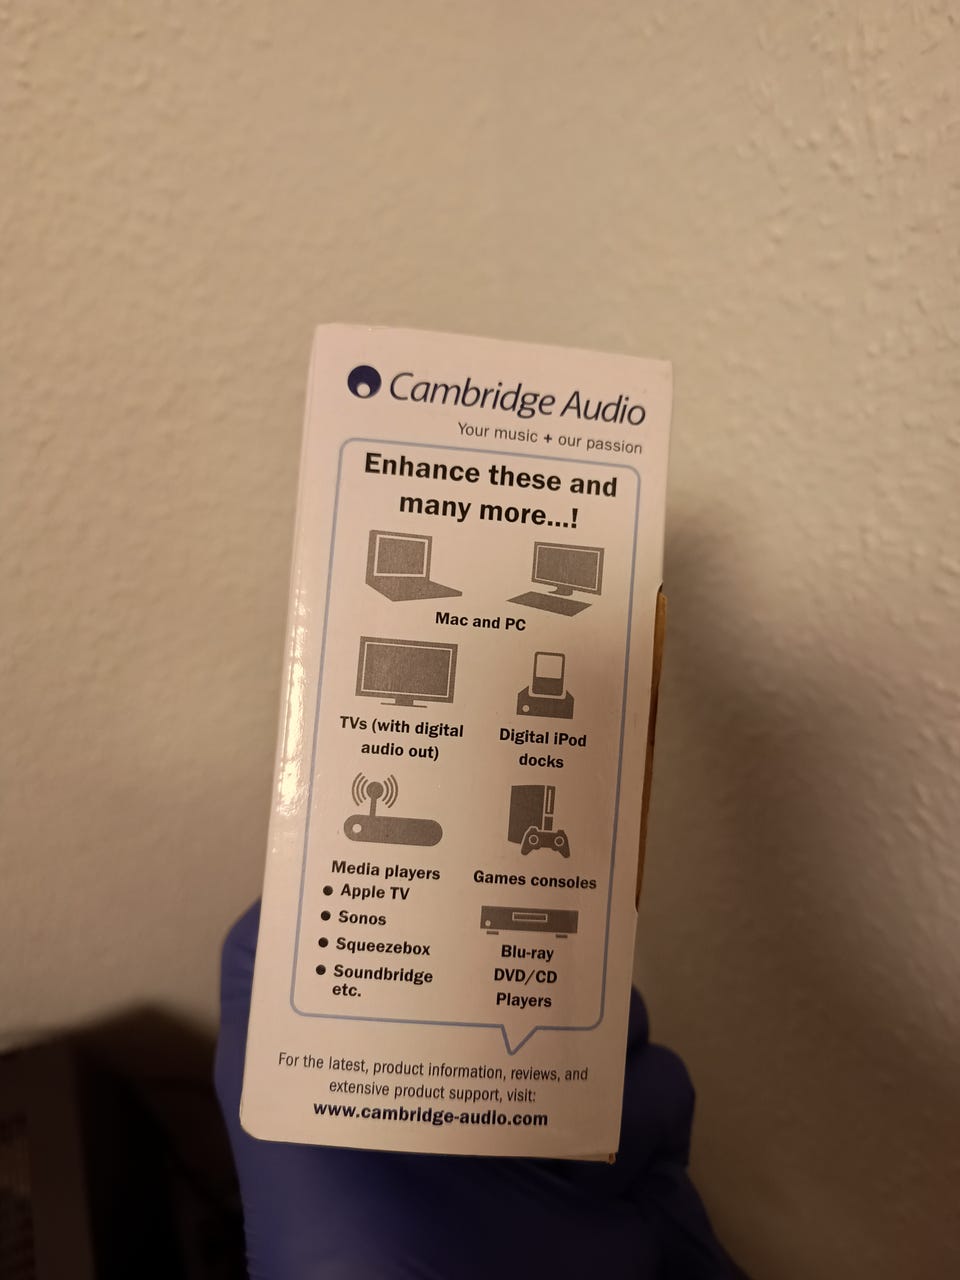 Cambridge Audio
Your music + our passion
Enhance these and
many more...!
Mac and PC
TVs (with digital
audio out)
Digital iPod
docks
Media players
• Apple TV
• Sonos
• Squeezebox
• Soundbridge
etc.
Games consoles
Blu-ray
DVD/CD
Players
For the latest, product information, reviews, and
extensive product support, visit:
www.cambridge-audio.com